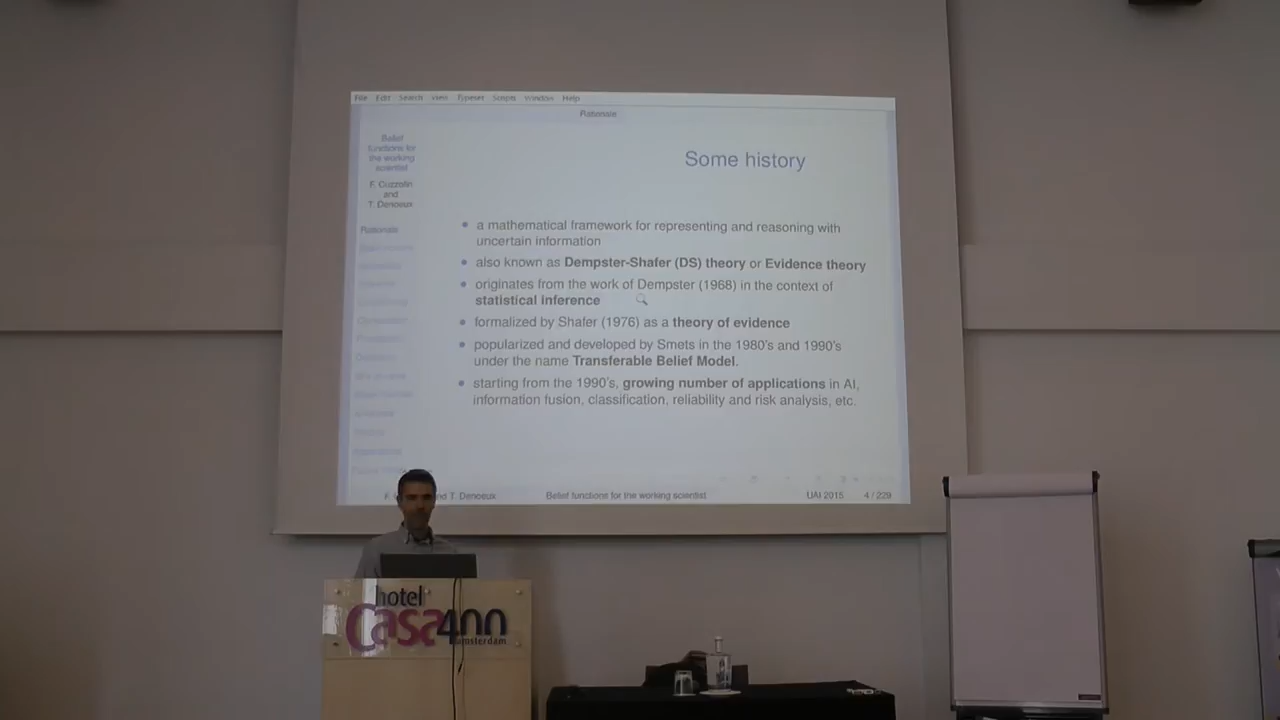 File Edit Search View Typeset Scripts Window Help
Rationale
Belief
functions for
the working
scientist
F. Cuzzolin
and
T. Denoeux
Rationale
Some history
a mathematical framework for representing and reasoning with
uncertain information
also known as Dempster-Shafer (DS) theory or Evidence theory
originates from the work of Dempster (1968) in the context of
statistical inference
formalized by Shafer (1976) as a theory of evidence
popularized and developed by Smets in the 1980's and 1990's
under the name Transferable Belief Model.
starting from the 1990's, growing number of applications in AI,
information fusion, classification, reliability and risk analysis, etc.
F. and T. Denoeux Belief functions for the working scientist UAI 2015 4 / 229
hotel
Casa400
amsterdam